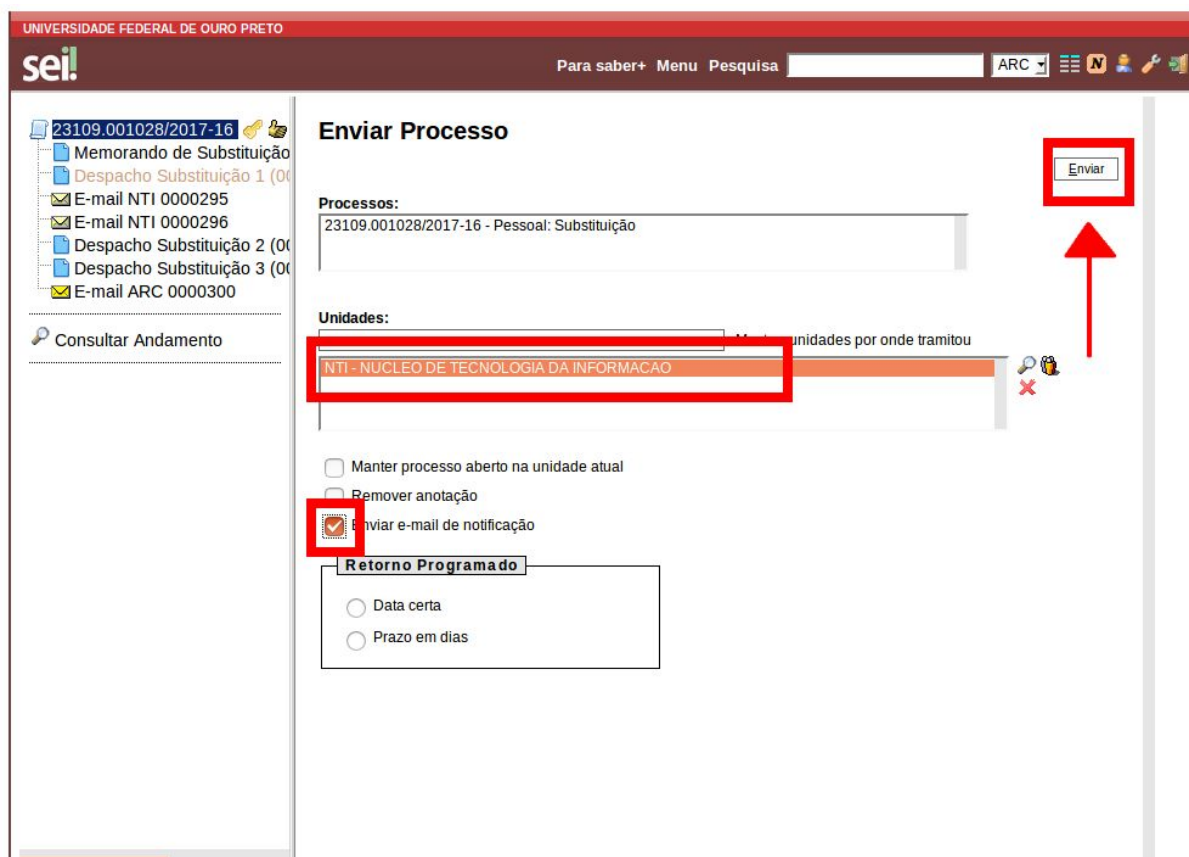 UNIVERSIDADE FEDERAL DE OURO PRETO
sei!
Para saber+ Menu Pesquisa ARC N
23109.001028/2017-16
Memorando de Substituição
Despacho Substituição 1 (00
E-mail NTI 0000295
E-mail NTI 0000296
Despacho Substituição 2 (00
Despacho Substituição 3 (00
E-mail ARC 0000300
Consultar Andamento
Enviar Processo
Enviar
Processos:
23109.001028/2017-16 - Pessoal: Substituição
Unidades:
unidades por onde tramitou
NTI - NUCLEO DE TECNOLOGIA DA INFORMACAO
Manter processo aberto na unidade atual
Remover anotação
Enviar e-mail de notificação
Retorno Programado
Data certa
Prazo em dias